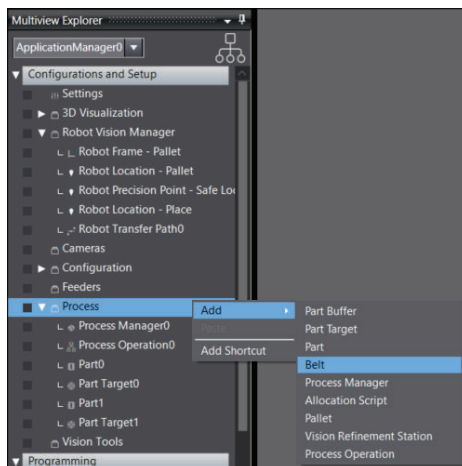 Multiview Explorer
ApplicationManager0
Configurations and Setup
Settings
3D Visualization
Robot Vision Manager
Robot Frame - Pallet
Robot Location - Pallet
Robot Precision Point - Safe Loc
Robot Location - Place
Robot Transfer Path0
Cameras
Configuration
Feeders
Process
Process Manager0
Process Operation0
Part0
Part Target0
Part1
Part Target1
Vision Tools
Programming
Add
Paste
Add Shortcut
Part Buffer
Part Target
Part
Belt
Process Manager
Allocation Script
Pallet
Vision Refinement Station
Process Operation